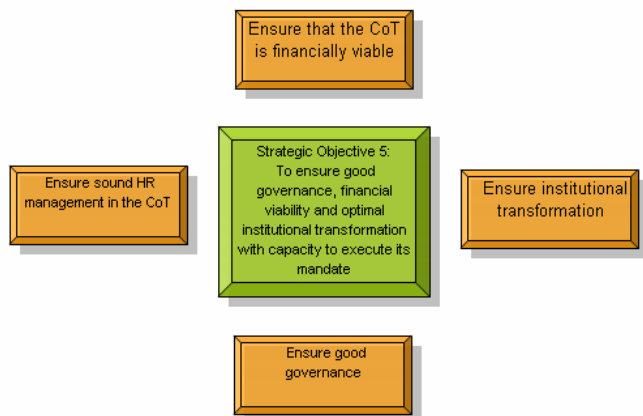 Ensure that the CoT
is financially viable
Strategic Objective 5:
To ensure good
governance, financial
viability and optimal
institutional transformation
with capacity to execute its
mandate
Ensure sound HR
management in the CoT
Ensure institutional
transformation
Ensure good
governance